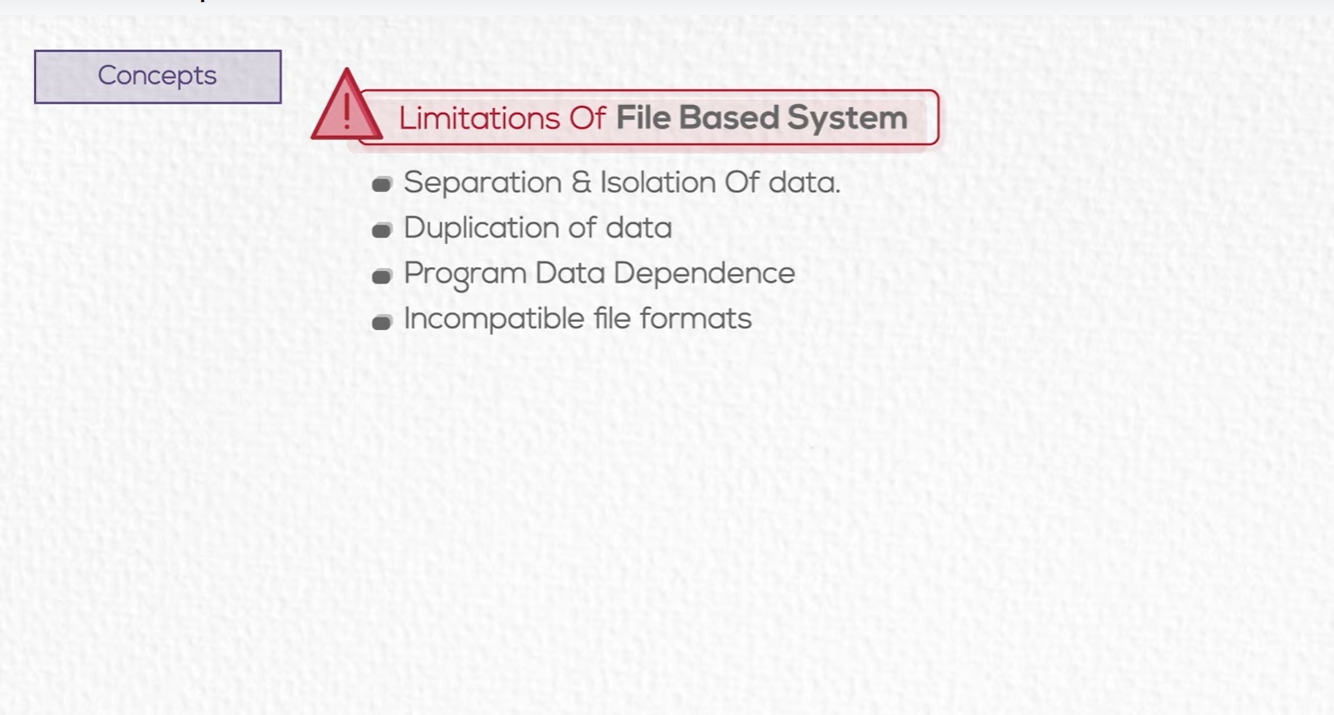 Concepts
Limitations Of File Based System
Separation & Isolation Of data.
Duplication of data
Program Data Dependence
Incompatible file formats